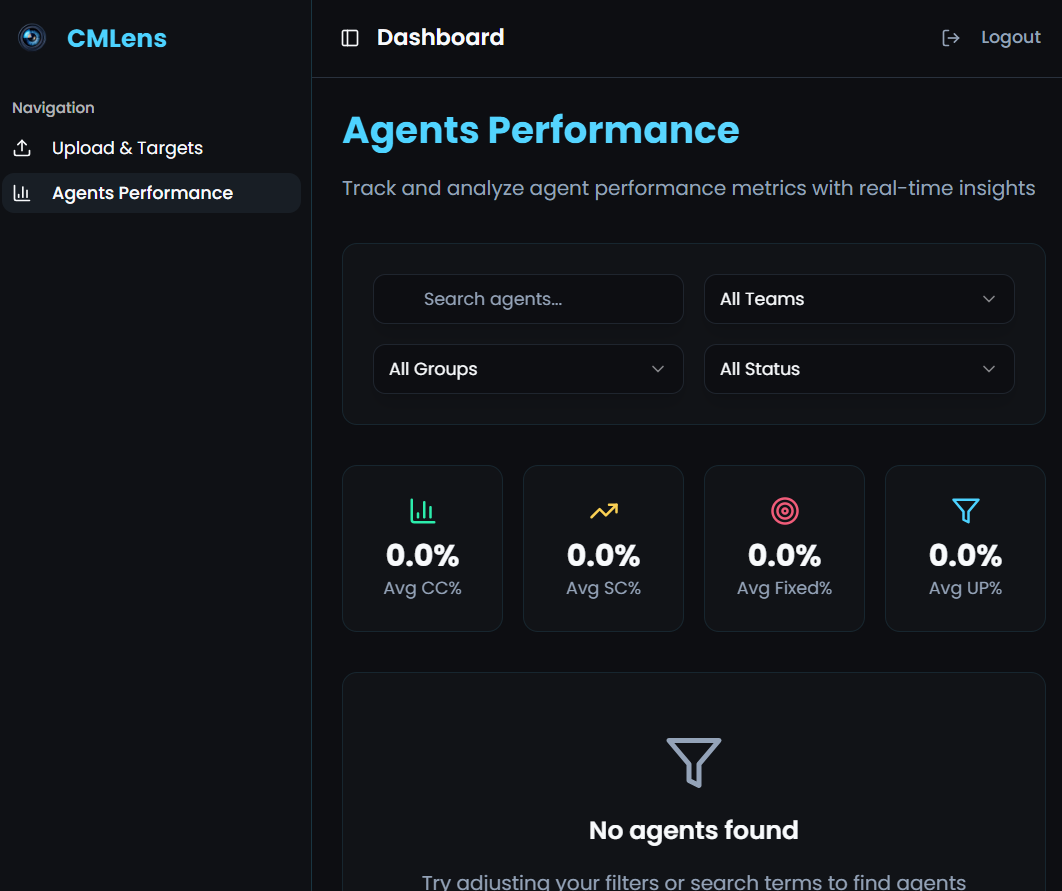 CMLens
Dashboard
Logout
Navigation
Upload & Targets
Agents Performance
Agents Performance
Track and analyze agent performance metrics with real-time insights
Search agents...
All Teams
All Groups
All Status
0.0%
Avg CC%
0.0%
Avg SC%
0.0%
Avg Fixed%
0.0%
Avg UP%
No agents found
Try adjusting your filters or search terms to find agents